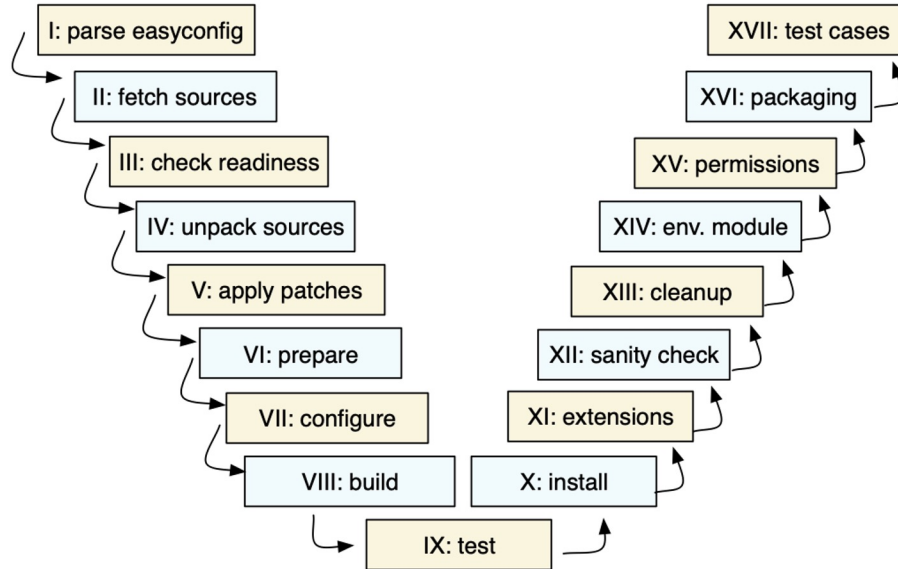 I: parse easyconfig
II: fetch sources
III: check readiness
IV: unpack sources
V: apply patches
VI: prepare
VII: configure
VIII: build
IX: test
X: install
XI: extensions
XII: sanity check
XIII: cleanup
XIV: env. module
XV: permissions
XVI: packaging
XVII: test cases